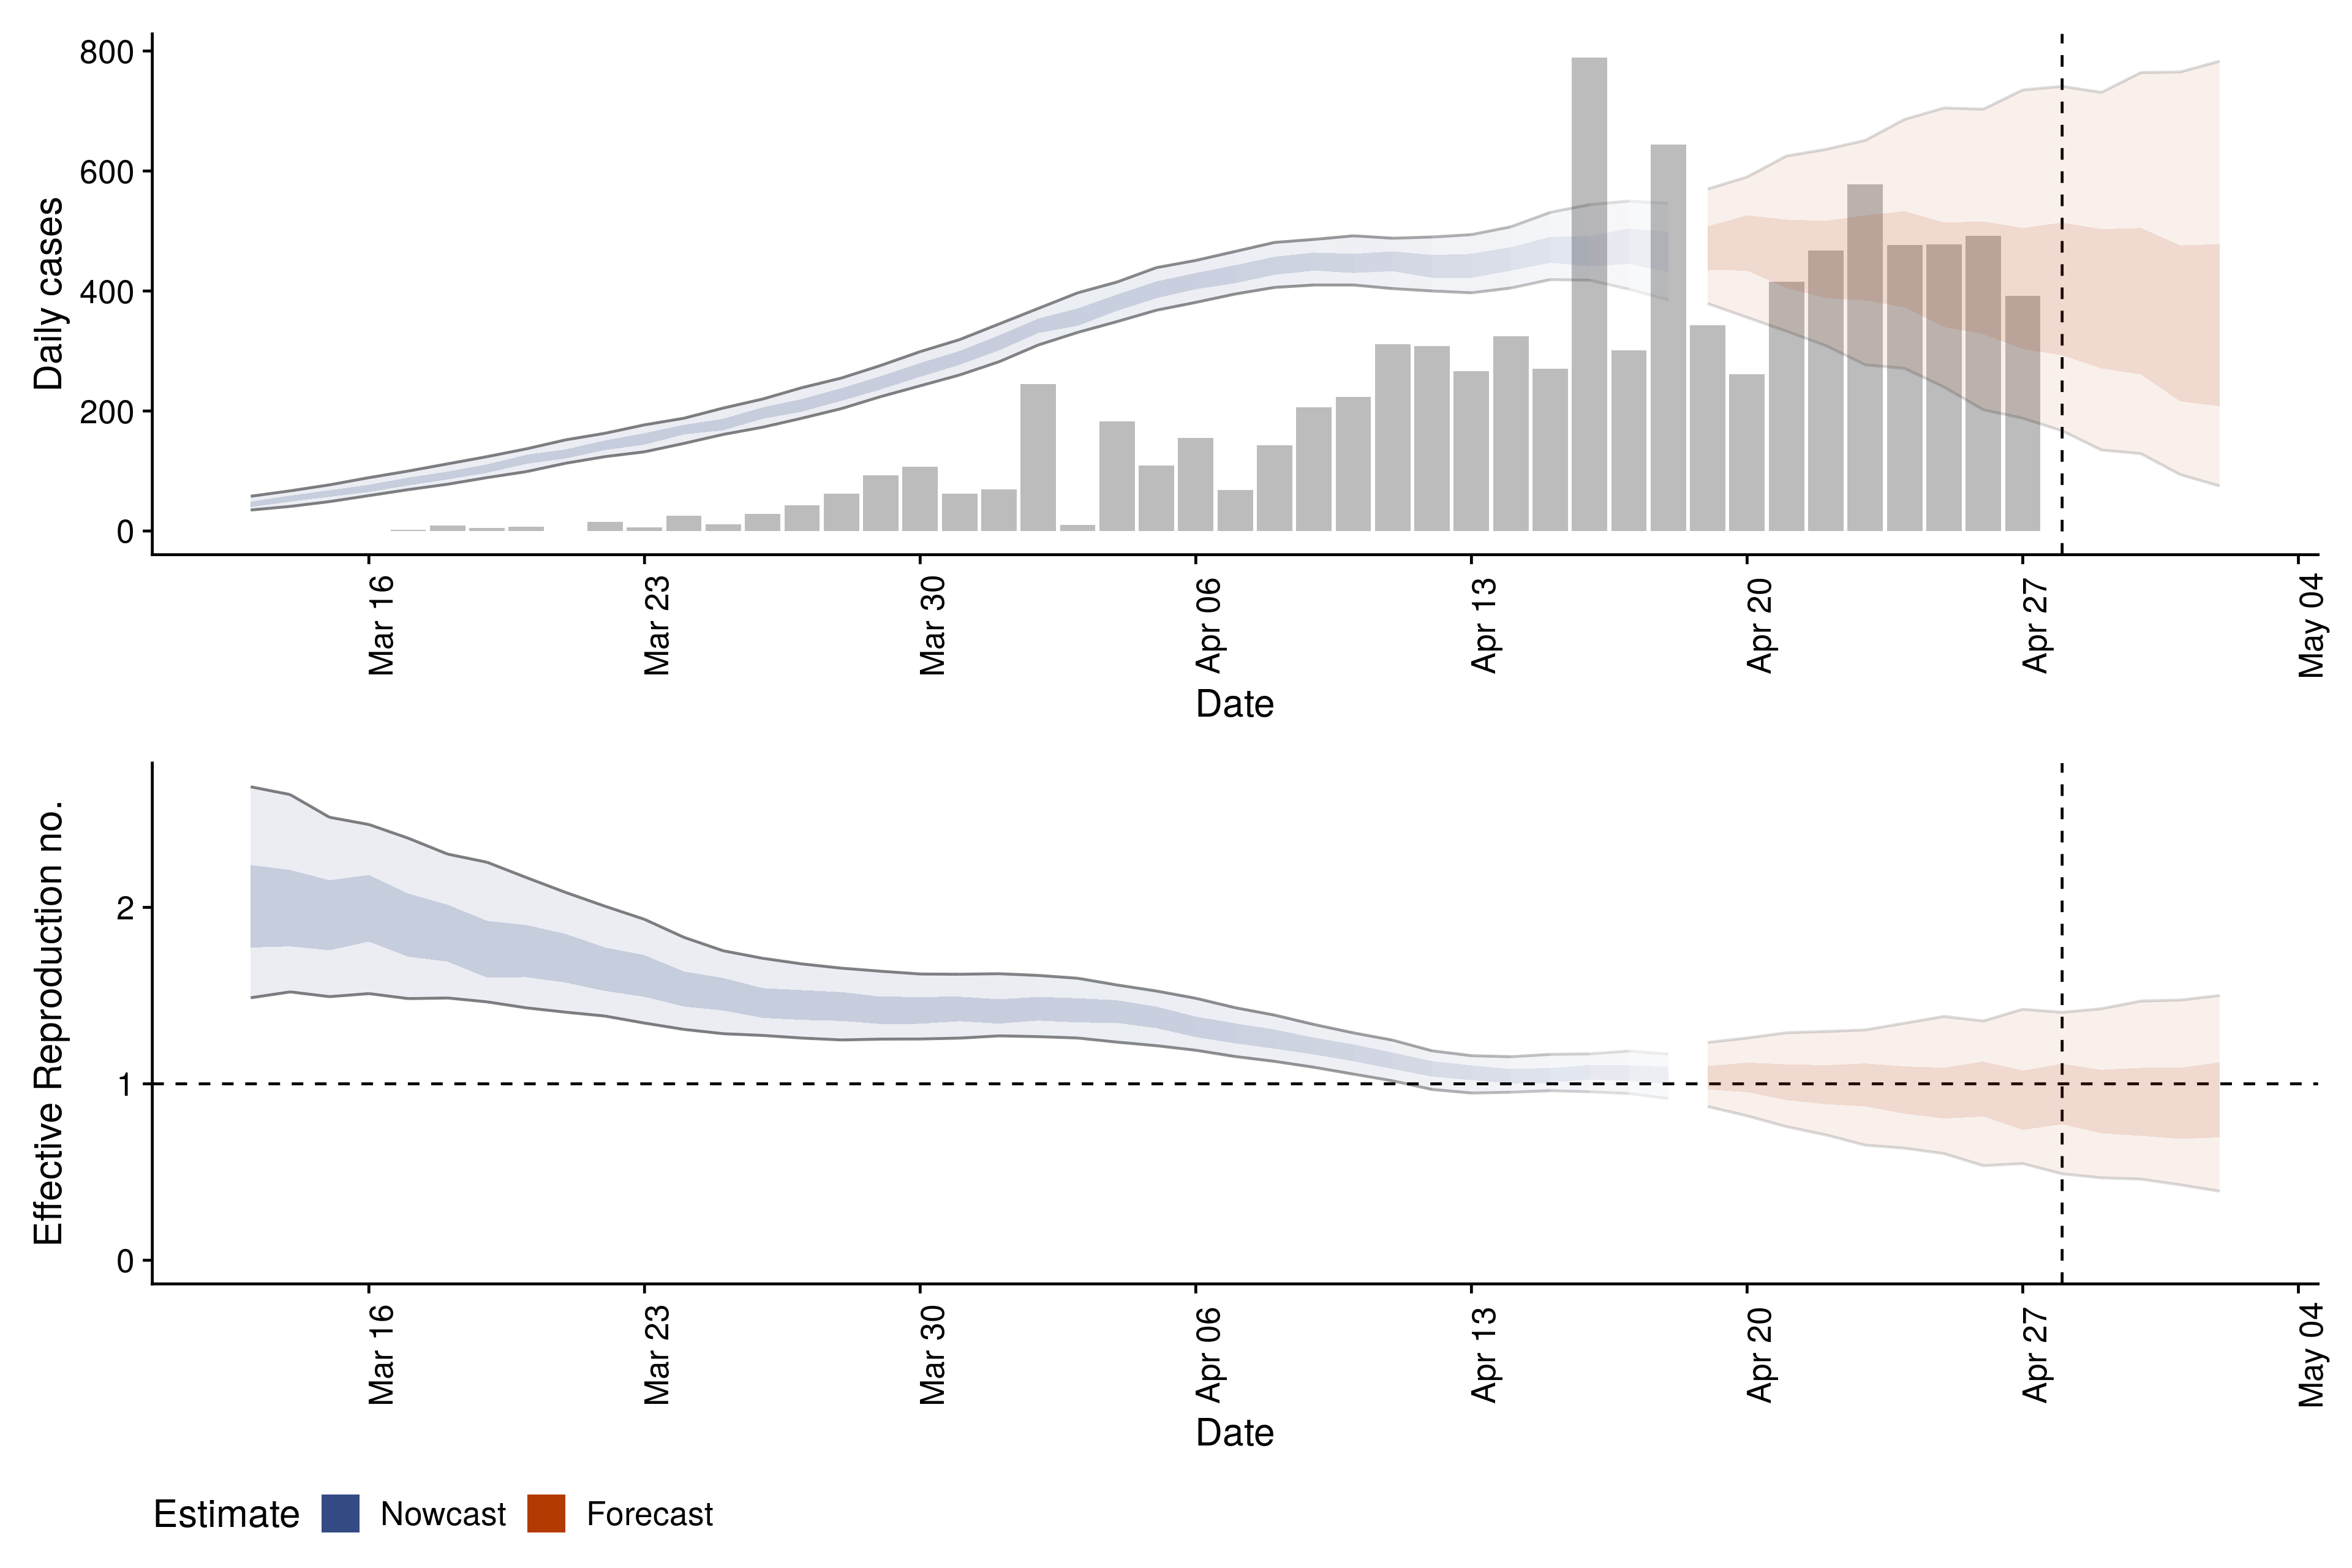 Daily cases
800
600
400
200
0
Mar 16
Mar 23
Mar 30
Apr 06
Apr 13
Apr 20
Apr 27
May 04
Date
Effective Reproduction no.
2
1
0
Mar 16
Mar 23
Mar 30
Apr 06
Apr 13
Apr 20
Apr 27
May 04
Date
Estimate Nowcast Forecast